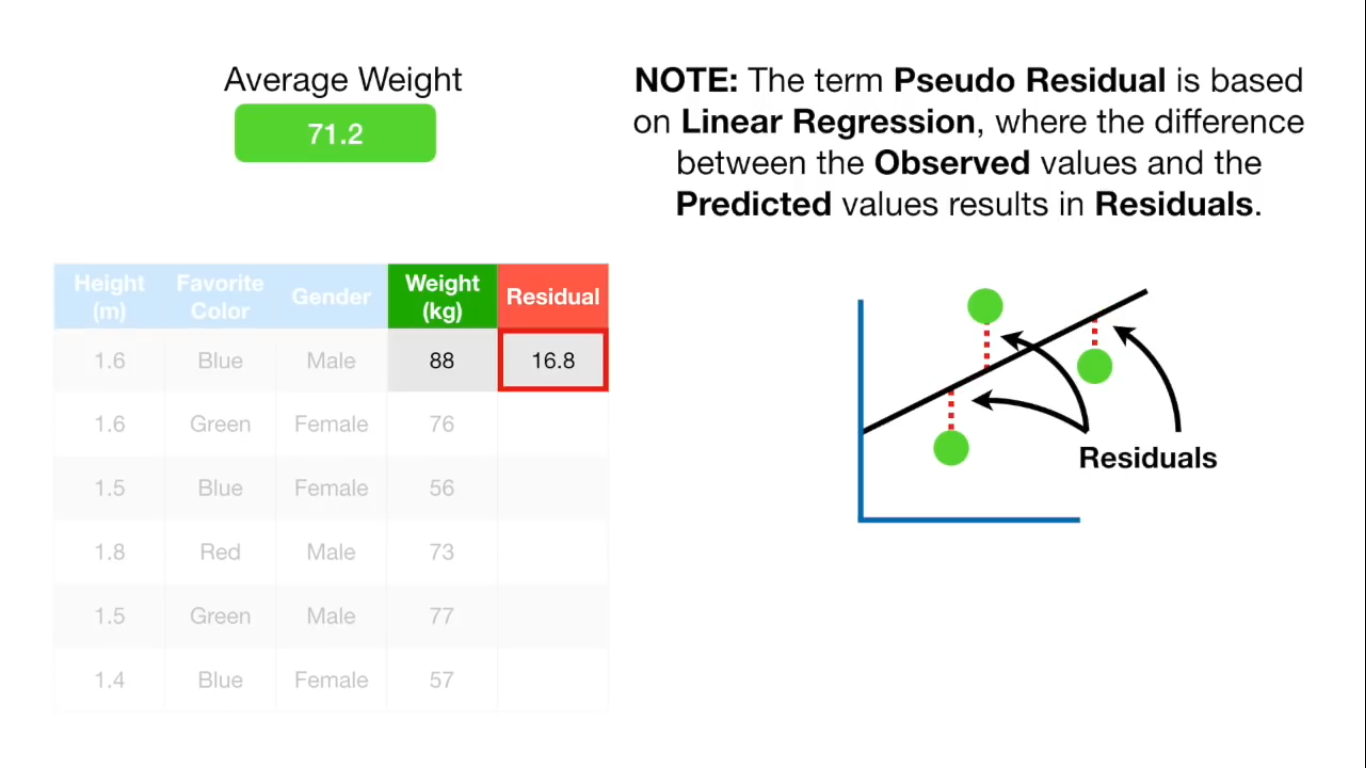 Average Weight
71.2
NOTE: The term Pseudo Residual is based
on Linear Regression, where the difference
between the Observed values and the
Predicted values results in Residuals.
Height (m) Favorite Color Gender Weight (kg) Residual
1.6 Blue Male 88 16.8
1.6 Green Female 76
1.5 Blue Female 56
1.8 Red Male 73
1.5 Green Male 77
1.4 Blue Female 57
Residuals